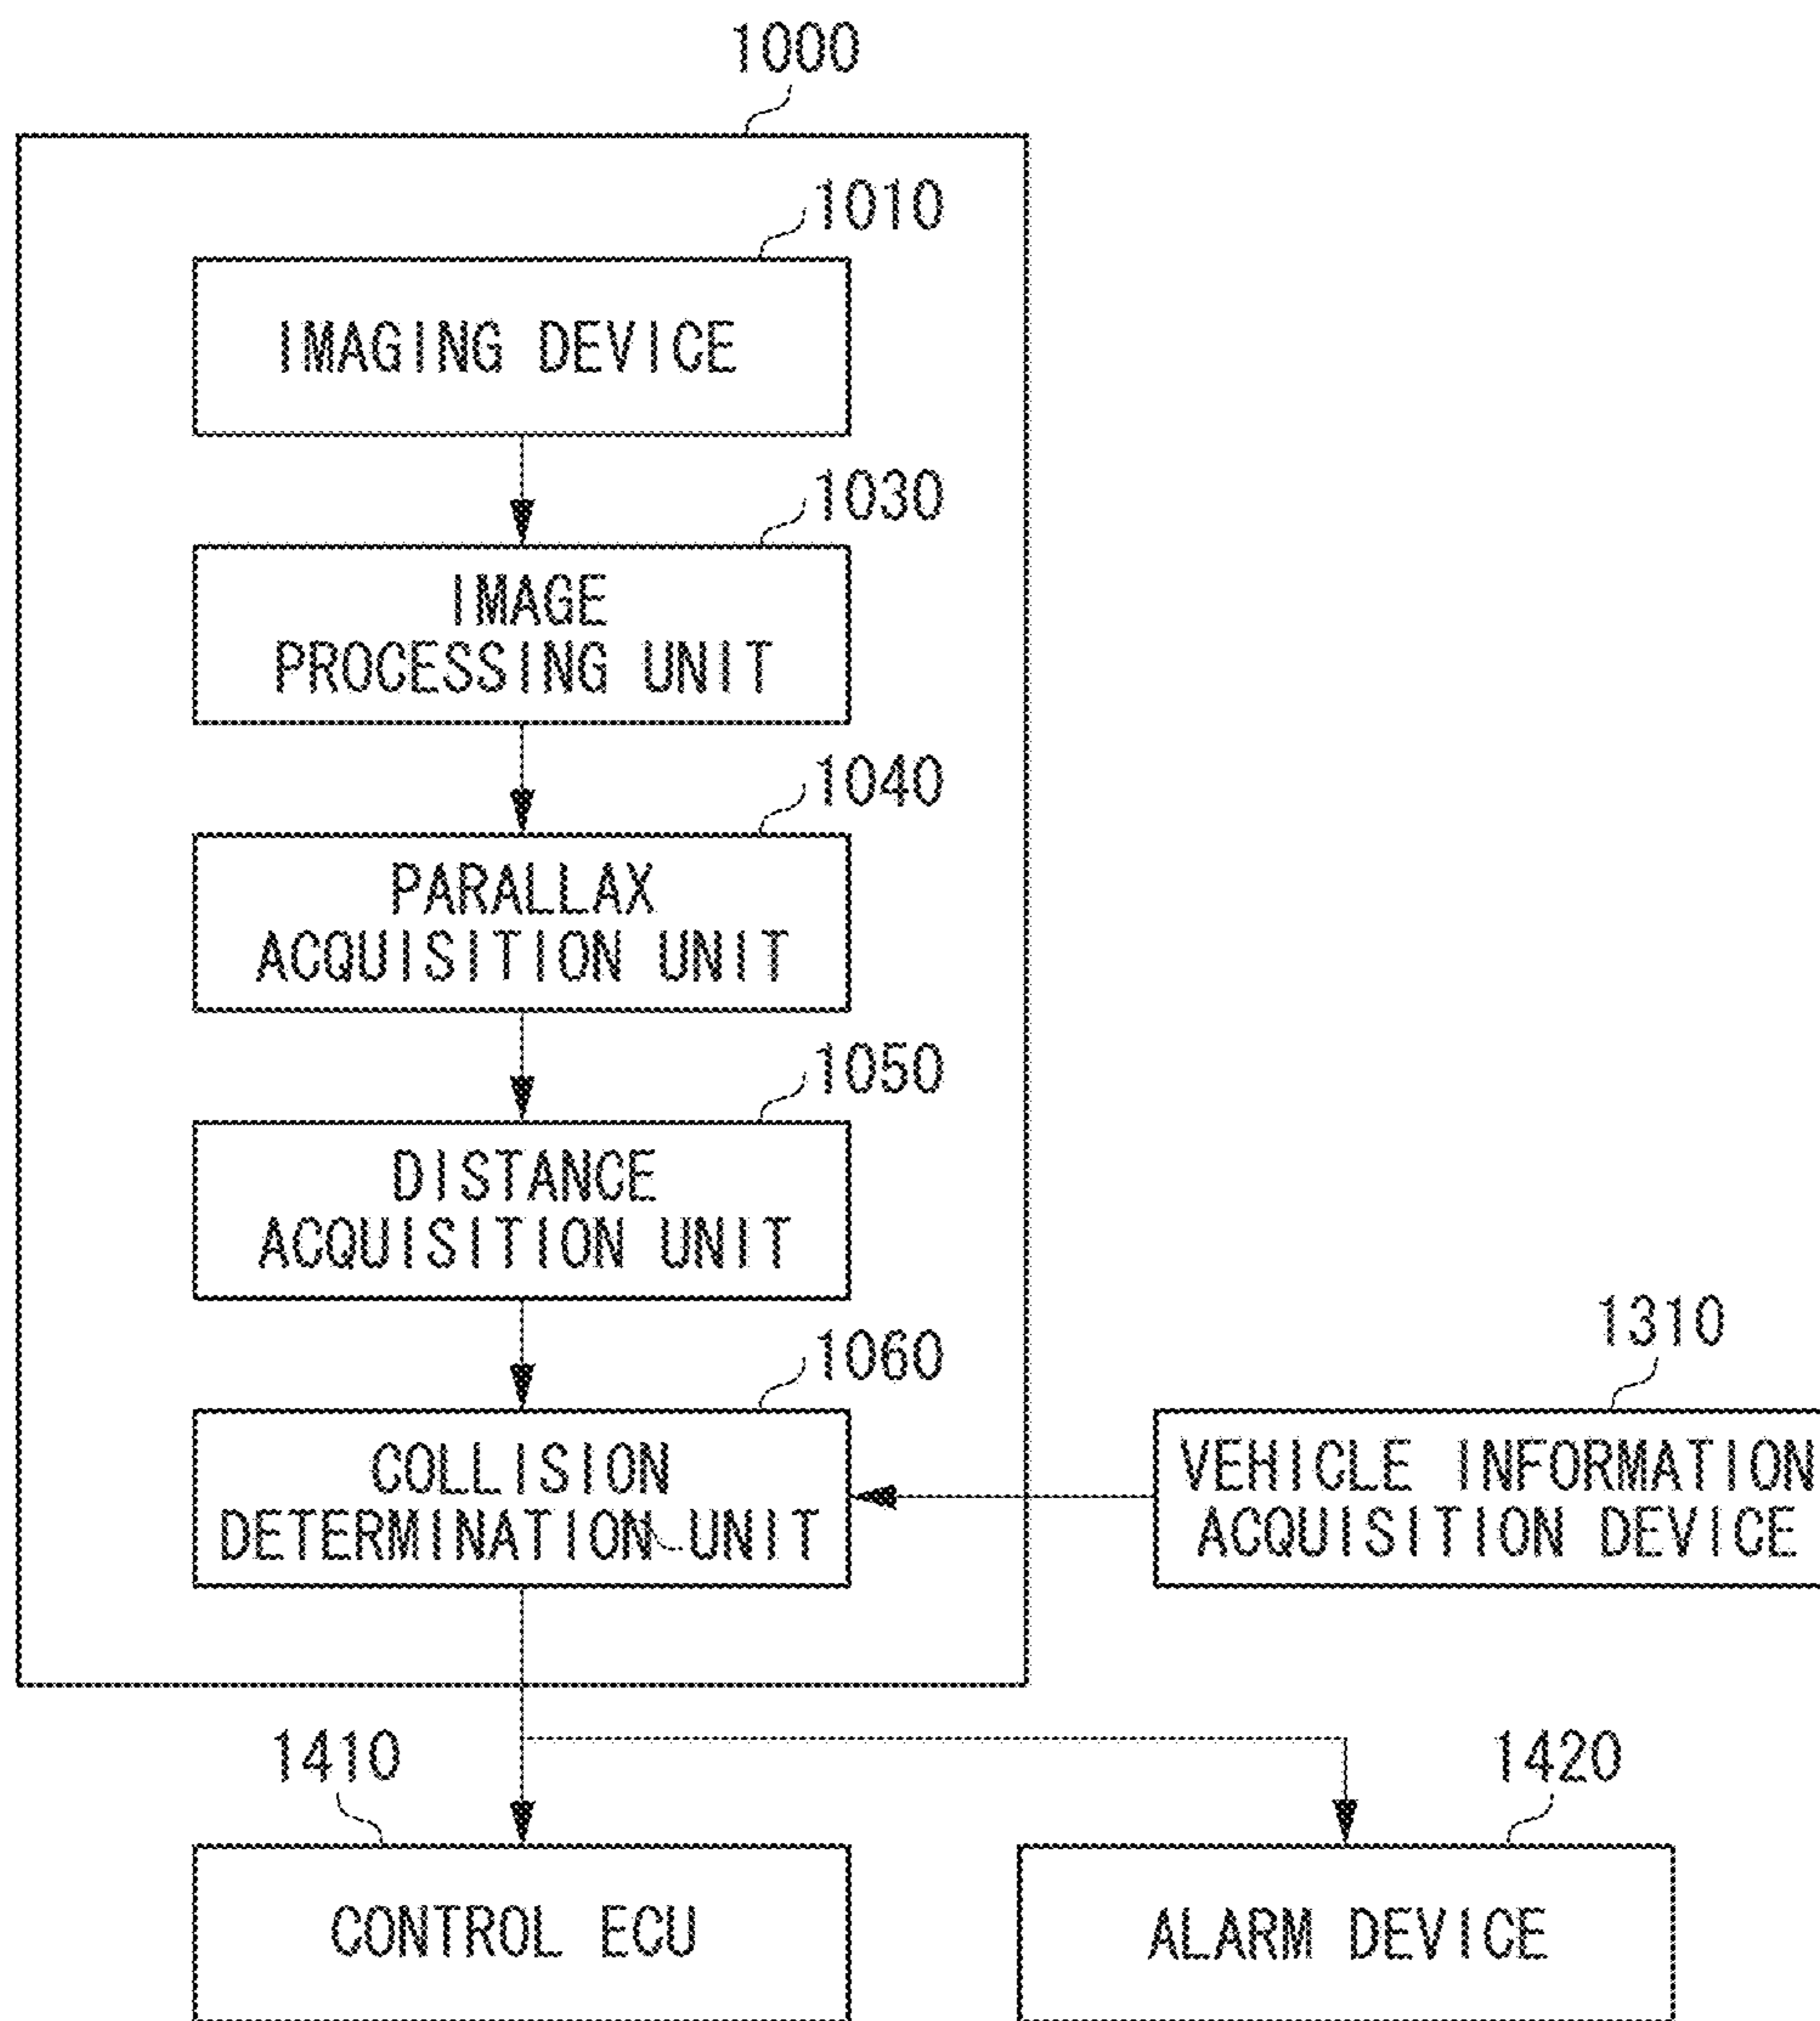 1000
1010
IMAGING DEVICE
1030
IMAGE
PROCESSING UNIT
1040
PARALLAX
ACQUISITION UNIT
1050
DISTANCE
ACQUISITION UNIT
1060
COLLISION
DETERMINATION UNIT
1310
VEHICLE INFORMATION
ACQUISITION DEVICE
1410
CONTROL ECU
1420
ALARM DEVICE